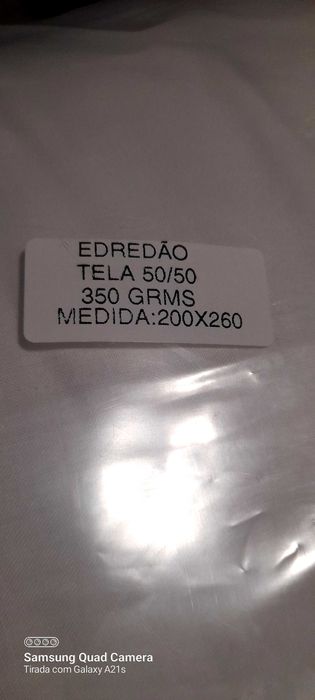 EDREDÃO
TELA 50/50
350 GRMS
MEDIDA:200X260
Samsung Quad Camera
Tirada com Galaxy A21s